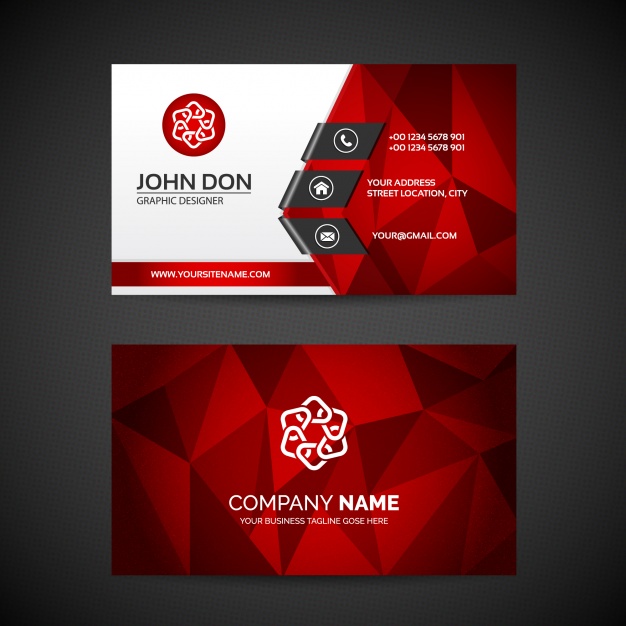 JOHN DON
GRAPHIC DESIGNER
WWW.YOURSITENAME.COM
+00 1234 5678 901
+00 1234 5678 901
YOUR ADDRESS
STREET LOCATION, CITY
YOUR@GMAIL.COM
COMPANY NAME
YOUR BUSINESS TAGLINE GOSE HERE